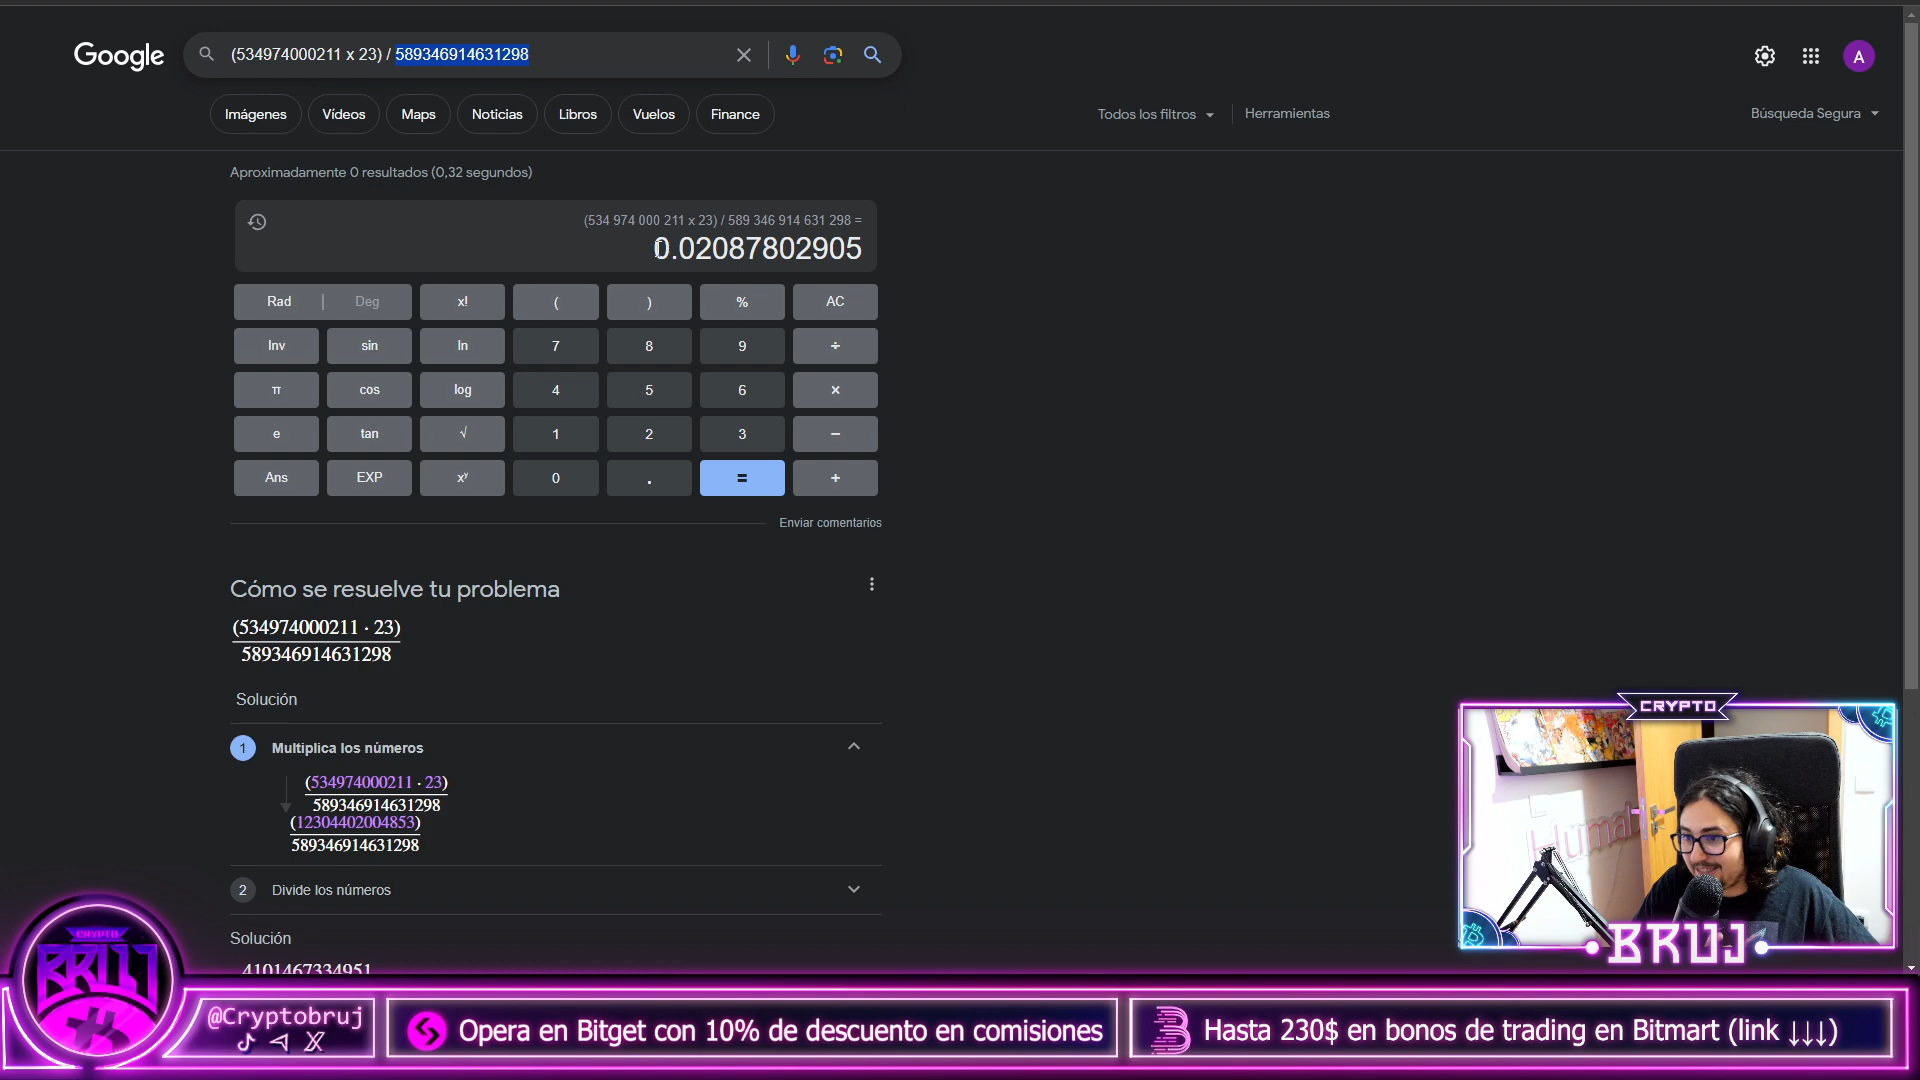 Google
(534974000211 x 23) / 589346914631298
A
Imágenes
Vídeos
Maps
Noticias
Libros
Vuelos
Finance
Todos los filtros
Herramientas
Búsqueda Segura
Aproximadamente 0 resultados (0,32 segundos)
(534 974 000 211 x 23) / 589 346 914 631 298 =
0.02087802905
Rad | Deg x! ( ) % AC
Inv sin ln 7 8 9 ÷
π cos log 4 5 6 ×
e tan √ 1 2 3 −
Ans EXP xʸ 0 . = +
Enviar comentarios
Cómo se resuelve tu problema
(534974000211 · 23)
589346914631298
Solución
1 Multiplica los números
(534974000211 · 23)
589346914631298
(12304402004853)
589346914631298
2 Divide los números
Solución
4101467334951
CRYPTO
Human
BRUJ
CRYPTO
BRUJ
@Cryptobruj
Opera en Bitget con 10% de descuento en comisiones
Hasta 230$ en bonos de trading en Bitmart (link ↓↓↓)